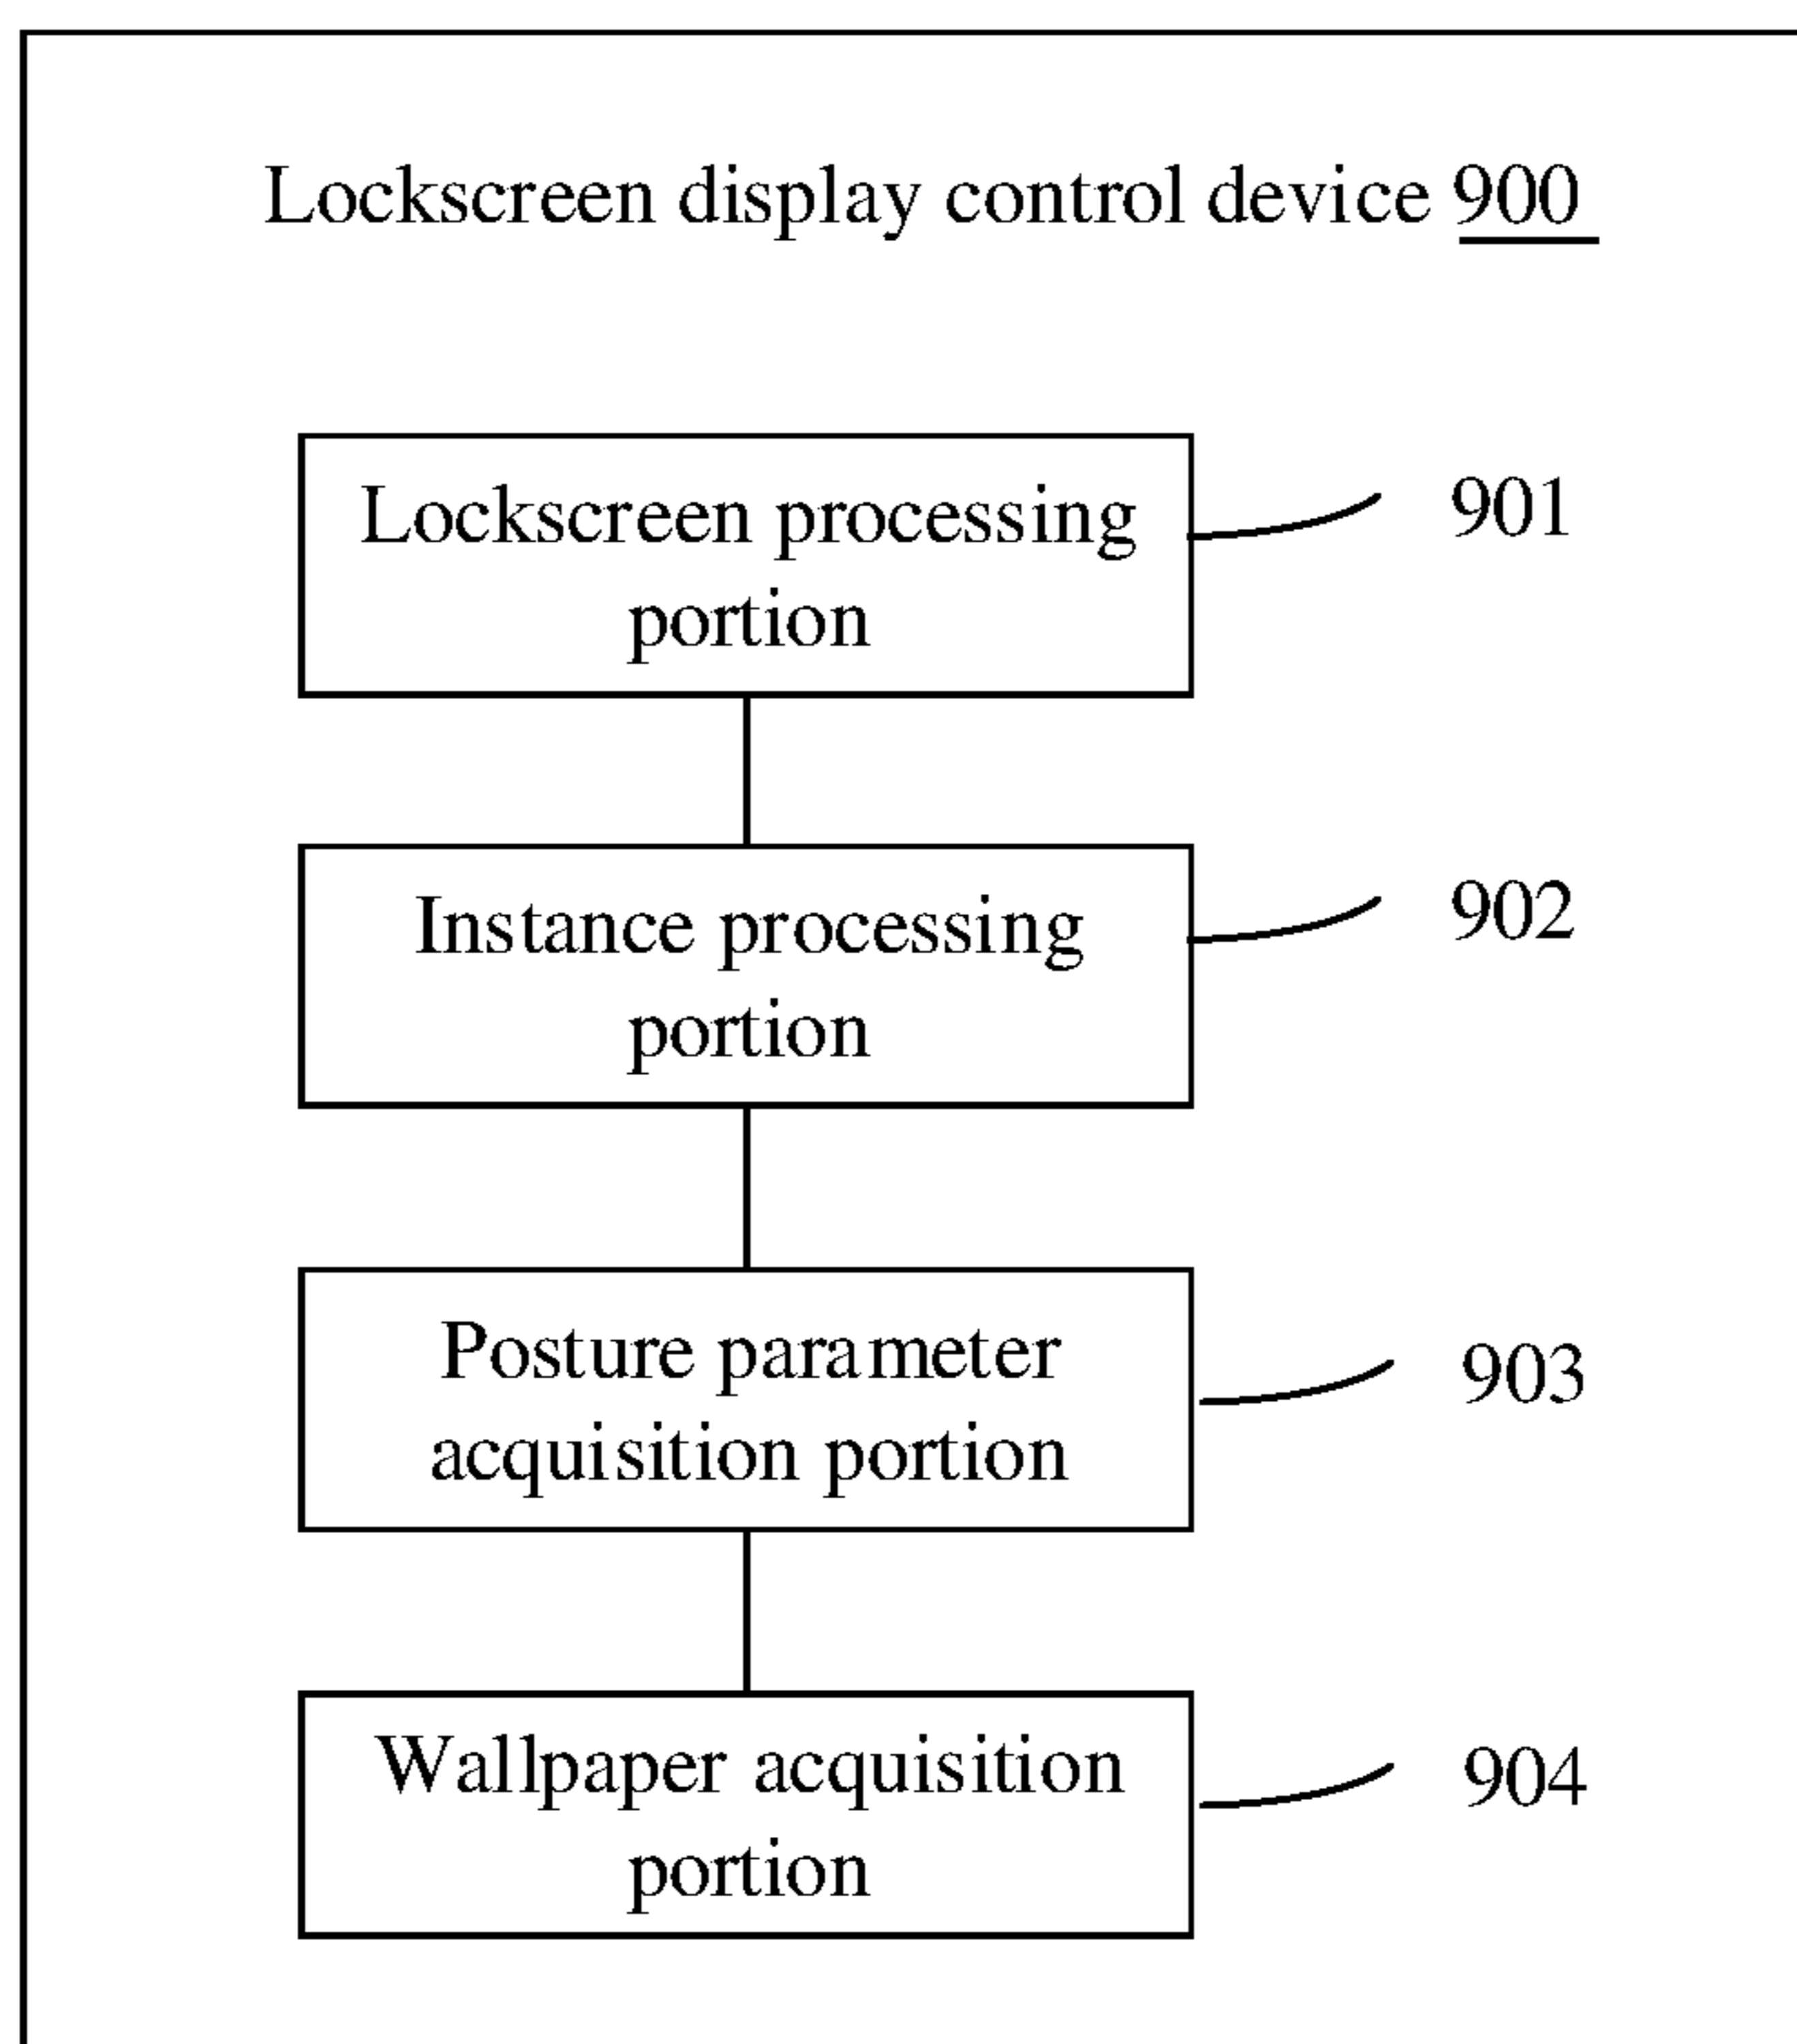 Lockscreen display control device 900
Lockscreen processing
portion
901
Instance processing
portion
902
Posture parameter
acquisition portion
903
Wallpaper acquisition
portion
904